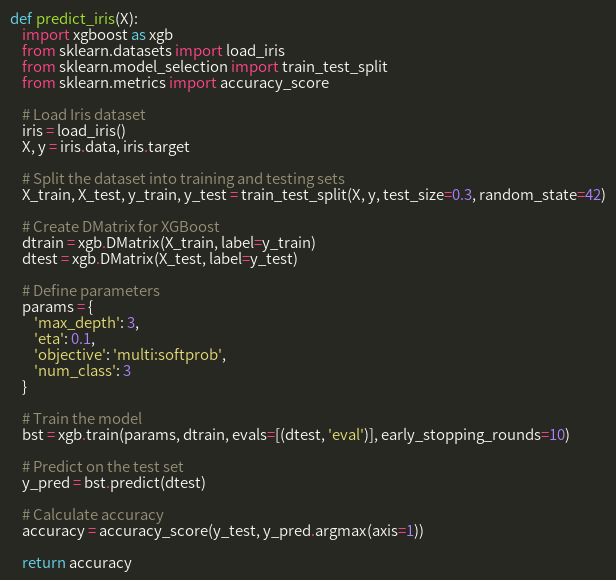 def predict_iris(X):
    import xgboost as xgb
    from sklearn.datasets import load_iris
    from sklearn.model_selection import train_test_split
    from sklearn.metrics import accuracy_score

    # Load Iris dataset
    iris = load_iris()
    X, y = iris.data, iris.target

    # Split the dataset into training and testing sets
    X_train, X_test, y_train, y_test = train_test_split(X, y, test_size=0.3, random_state=42)

    # Create DMatrix for XGBoost
    dtrain = xgb.DMatrix(X_train, label=y_train)
    dtest = xgb.DMatrix(X_test, label=y_test)

    # Define parameters
    params = {
        'max_depth': 3,
        'eta': 0.1,
        'objective': 'multi:softprob',
        'num_class': 3
    }

    # Train the model
    bst = xgb.train(params, dtrain, evals=[(dtest, 'eval')], early_stopping_rounds=10)

    # Predict on the test set
    y_pred = bst.predict(dtest)

    # Calculate accuracy
    accuracy = accuracy_score(y_test, y_pred.argmax(axis=1))

    return accuracy